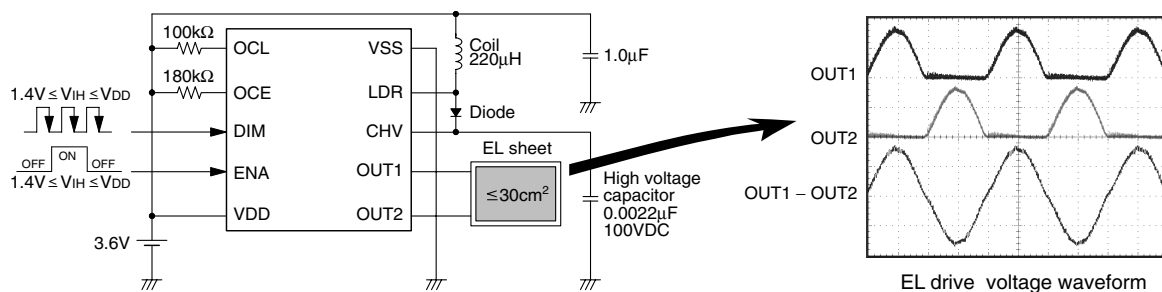 100kΩ
OCL
180kΩ
OCE
1.4V ≤ VIH ≤ VDD
DIM
OFF ON OFF
1.4V ≤ VIH ≤ VDD
ENA
VDD
3.6V
VSS
LDR
CHV
OUT1
OUT2
Coil
220μH
Diode
1.0μF
EL sheet
≤30cm²
High voltage
capacitor
0.0022μF
100VDC
OUT1
OUT2
OUT1 – OUT2
EL drive voltage waveform